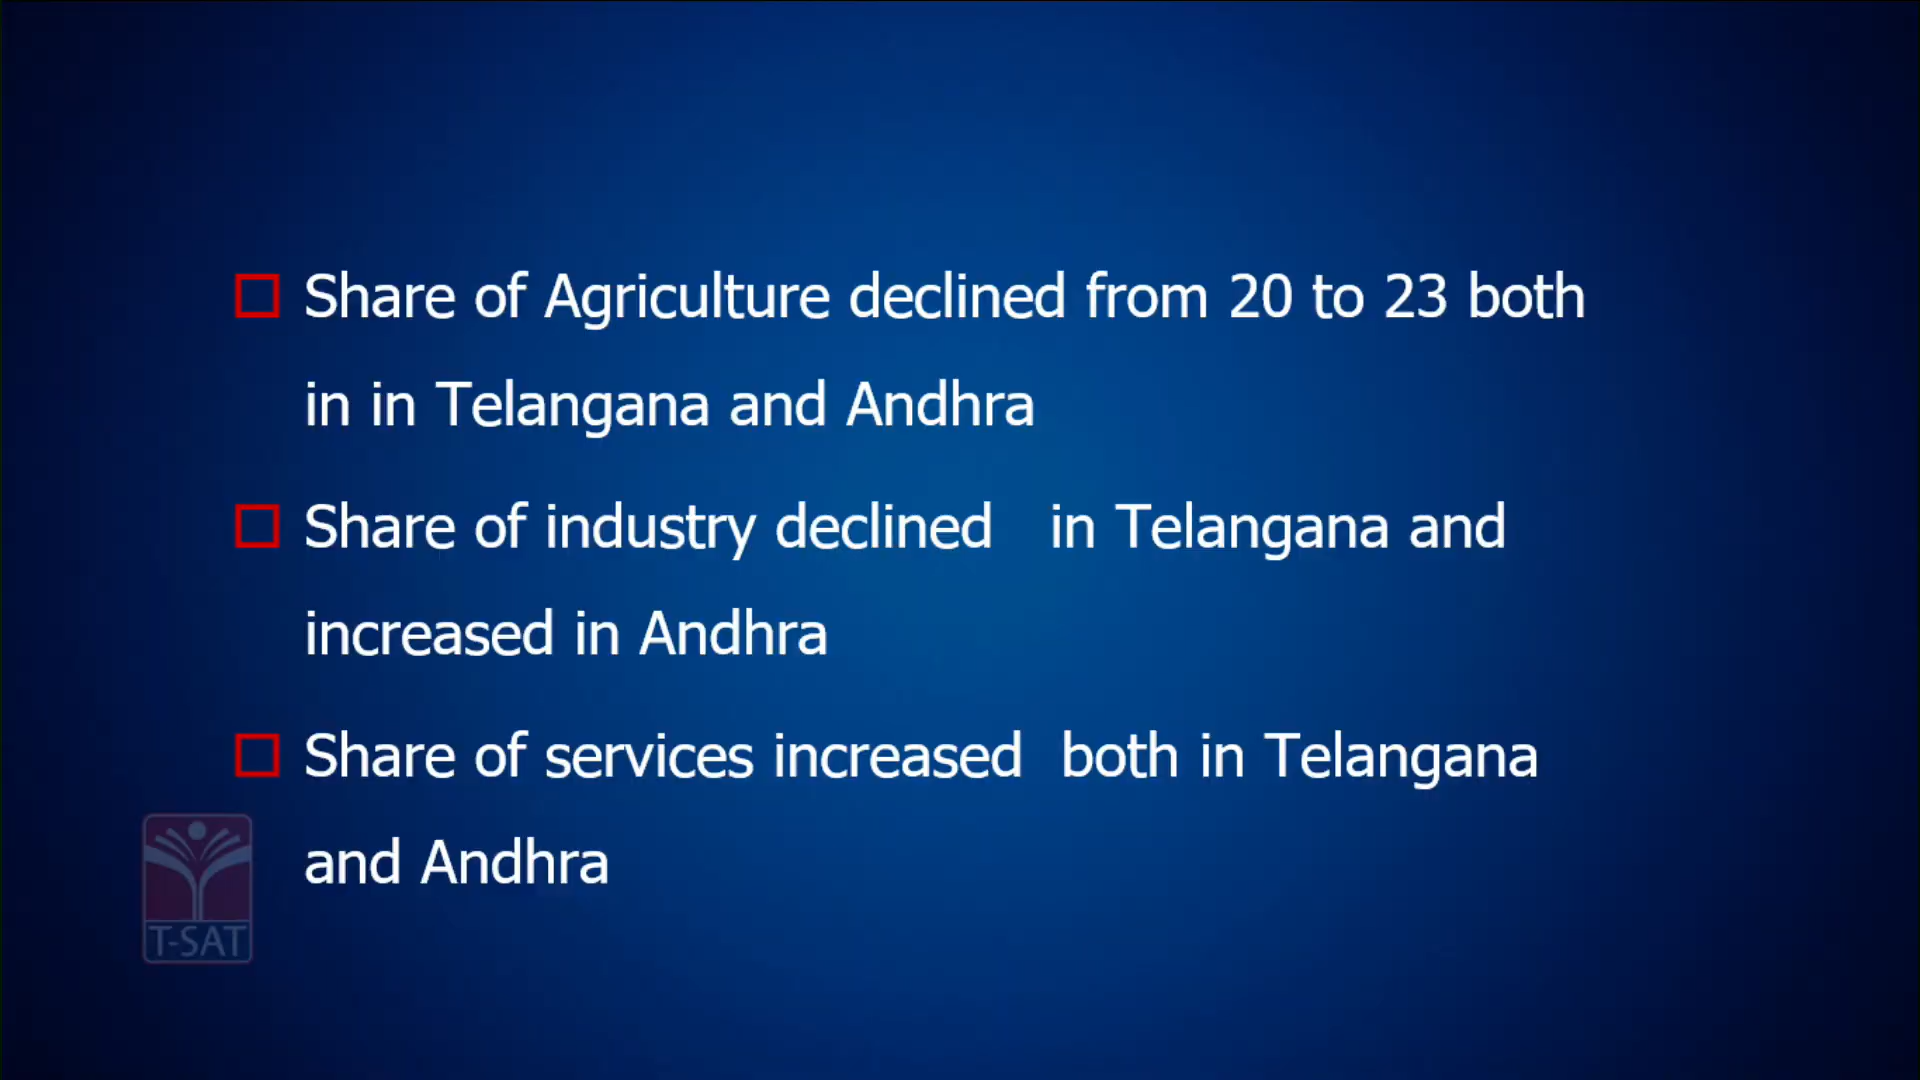 Share of Agriculture declined from 20 to 23 both
in in Telangana and Andhra
Share of industry declined in Telangana and
increased in Andhra
Share of services increased both in Telangana
and Andhra
T-SAT